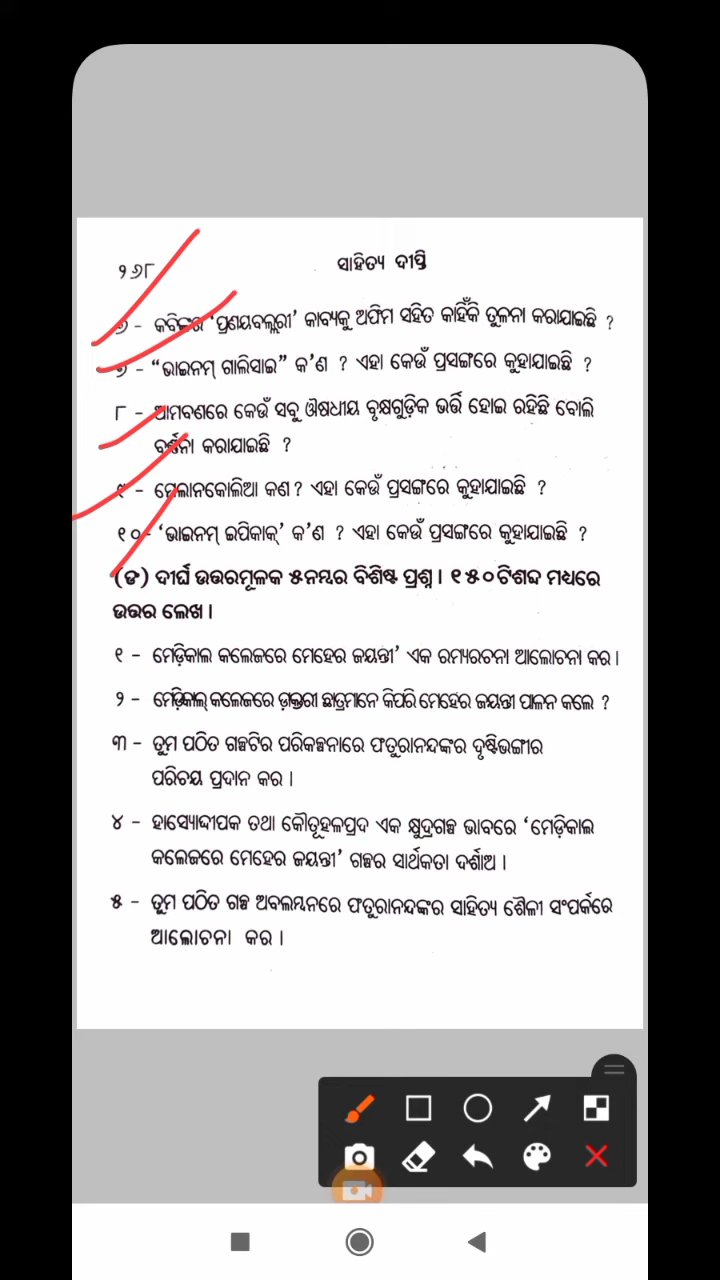 ୨୬୮ ସାହିତ୍ୟ ଦୀପ୍ତି
୬ - କବିଙ୍କର 'ପ୍ରଣୟବଲ୍ଲରୀ' କାବ୍ୟକୁ ଅଫିମ ସହିତ କାହିଁକି ତୁଳନା କରାଯାଇଛି ?
୭ - “ଭାଇନମ୍ ଗାଲିସାଇ” କ'ଣ ? ଏହା କେଉଁ ପ୍ରସଙ୍ଗରେ କୁହାଯାଇଛି ?
୮ - ଆମବଣରେ କେଉଁ ସବୁ ଔଷଧୀୟ ବୃକ୍ଷଗୁଡ଼ିକ ଭର୍ତ୍ତି ହୋଇ ରହିଛି ବୋଲି
ବର୍ଣ୍ଣନା କରାଯାଇଛି ?
୯ - ମେଲାନକୋଲିଆ କଣ? ଏହା କେଉଁ ପ୍ରସଙ୍ଗରେ କୁହାଯାଇଛି ?
୧୦- 'ଭାଇନମ୍ ଇପିକାକ୍' କ'ଣ ? ଏହା କେଉଁ ପ୍ରସଙ୍ଗରେ କୁହାଯାଇଛି ?
(ଙ) ଦୀର୍ଘ ଉତ୍ତରମୂଳକ ୫ନମ୍ବର ବିଶିଷ୍ଟ ପ୍ରଶ୍ନ। ୧୫୦ଟିଶବ୍ଦ ମଧ୍ୟରେ
ଉତ୍ତର ଲେଖ।
୧ - ମେଡ଼ିକାଲ କଲେଜରେ ମେହେର ଜୟନ୍ତୀ' ଏକ ରମ୍ୟରଚନା ଆଲୋଚନା କର।
୨ - ମେଡ଼ିକାଲ୍ କଲେଜରେ ଡ଼ାକ୍ତରୀ ଛାତ୍ରମାନେ କିପରି ମେହେର ଜୟନ୍ତୀ ପାଳନ କଲେ ?
୩ - ତୁମ ପଠିତ ଗଳ୍ପଟିର ପରିକଳ୍ପନାରେ ଫତୁରାନନ୍ଦଙ୍କର ଦୃଷ୍ଟିଭଙ୍ଗୀର
ପରିଚୟ ପ୍ରଦାନ କର।
୪ - ହାସ୍ୟୋଦ୍ଦୀପକ ତଥା କୌତୂହଳପ୍ରଦ ଏକ କ୍ଷୁଦ୍ରଗଳ୍ପ ଭାବରେ 'ମେଡ଼ିକାଲ
କଲେଜରେ ମେହେର ଜୟନ୍ତୀ' ଗଳ୍ପର ସାର୍ଥକତା ଦର୍ଶାଅ।
୫ - ତୁମ ପଠିତ ଗଳ୍ପ ଅବଲମ୍ବନରେ ଫତୁରାନନ୍ଦଙ୍କର ସାହିତ୍ୟ ଶୈଳୀ ସଂପର୍କରେ
ଆଲୋଚନା କର।